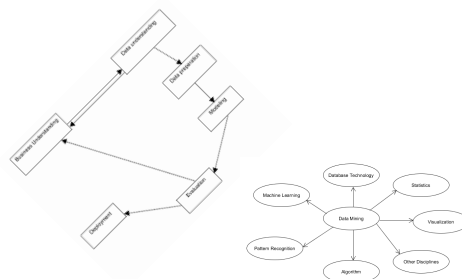 Data understanding
Data preparation
Modeling
Business Understanding
Evaluation
Deployment
Database Technology
Statistics
Machine Learning
Data Mining
Visualization
Pattern Recognition
Other Disciplines
Algorithm